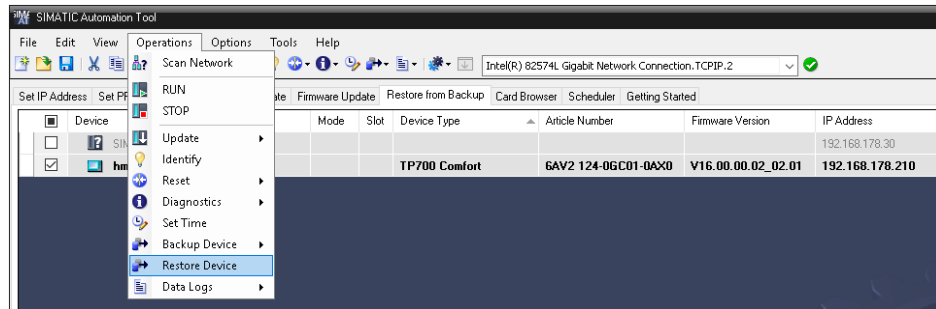 SIMATIC Automation Tool
File Edit View Operations Options Tools Help
Intel(R) 82574L Gigabit Network Connection.TCPIP.2
Set IP Address Set PR ate Firmware Update Restore from Backup Card Browser Scheduler Getting Started
Device Mode Slot Device Type Article Number Firmware Version IP Address
SIM 192.168.178.30
hm TP700 Comfort 6AV2 124-0GC01-0AX0 V16.00.00.02_02.01 192.168.178.210
Scan Network
RUN
STOP
Update
Identify
Reset
Diagnostics
Set Time
Backup Device
Restore Device
Data Logs